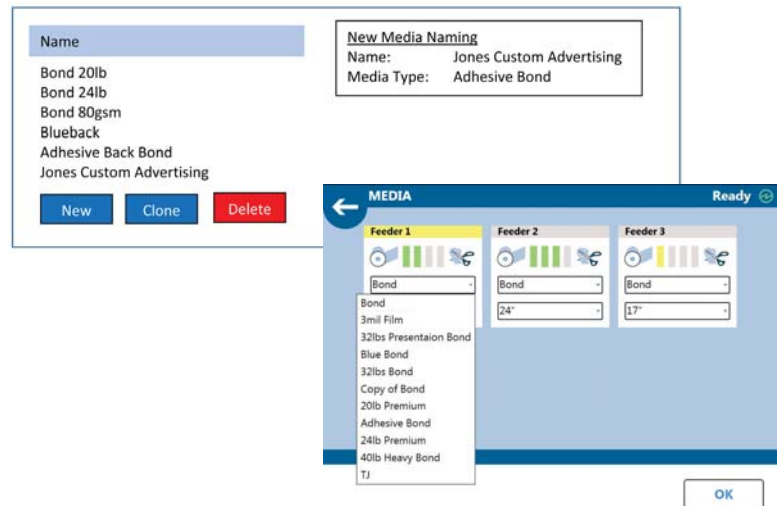 Name
Bond 20lb
Bond 24lb
Bond 80gsm
Blueback
Adhesive Back Bond
Jones Custom Advertising
New Clone Delete
New Media Naming
Name: Jones Custom Advertising
Media Type: Adhesive Bond
MEDIA Ready
Feeder 1 Feeder 2 Feeder 3
Bond Bond Bond
24" 17"
Bond
3mil Film
32lbs Presentaion Bond
Blue Bond
32lbs Bond
Copy of Bond
20lb Premium
Adhesive Bond
24lb Premium
40lb Heavy Bond
TJ
OK